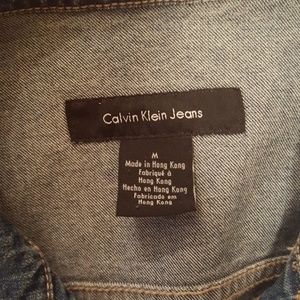 Calvin Klein Jeans
M
Made in Hong Kong
Fabriqué à
Hong Kong
Hecho en Hong Kong
Fabricado em
Hong Kong